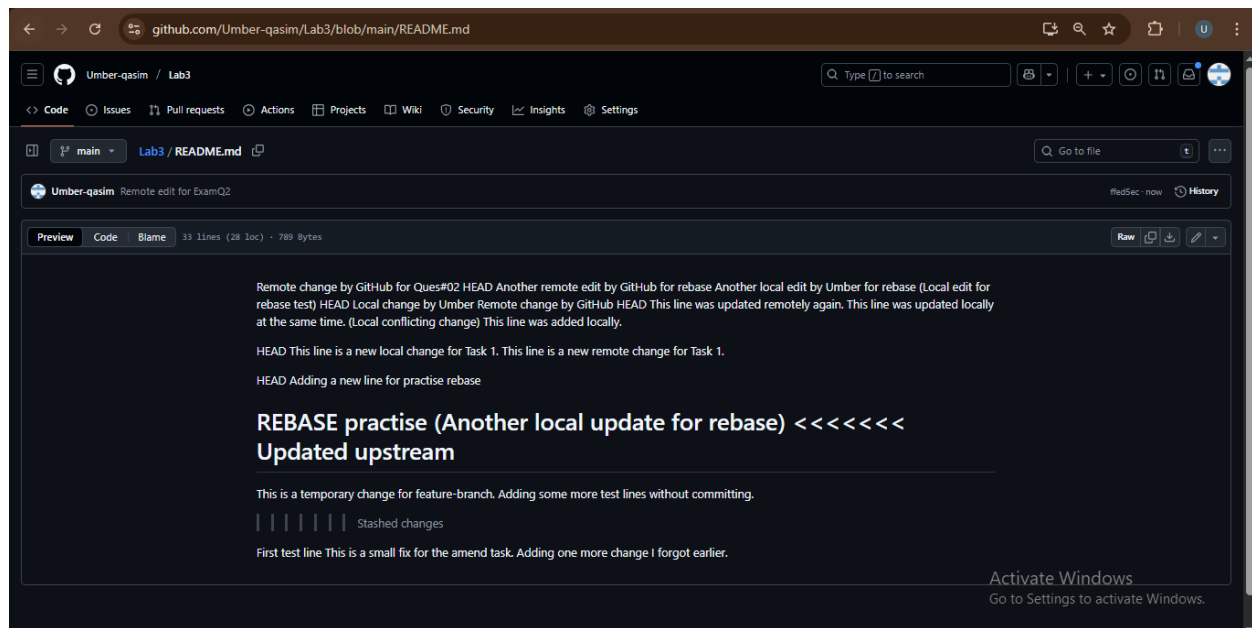 github.com/Umber-qasim/Lab3/blob/main/README.md
U
Umber-qasim / Lab3
Type / to search
<> Code Issues Pull requests Actions Projects Wiki Security Insights Settings
main Lab3 / README.md
Go to file t
Umber-qasim Remote edit for ExamQ2
ffed5ec · now History
Preview Code Blame 33 lines (28 loc) · 789 Bytes
Raw
Remote change by GitHub for Ques#02 HEAD Another remote edit by GitHub for rebase Another local edit by Umber for rebase (Local edit for
rebase test) HEAD Local change by Umber Remote change by GitHub HEAD This line was updated remotely again. This line was updated locally
at the same time. (Local conflicting change) This line was added locally.
HEAD This line is a new local change for Task 1. This line is a new remote change for Task 1.
HEAD Adding a new line for practise rebase
REBASE practise (Another local update for rebase) <<<<<<<
Updated upstream
This is a temporary change for feature-branch. Adding some more test lines without committing.
Stashed changes
First test line This is a small fix for the amend task. Adding one more change I forgot earlier.
Activate Windows
Go to Settings to activate Windows.